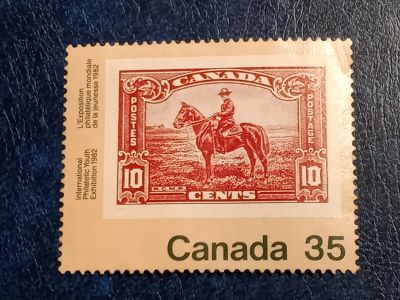 L'Exposition
philatélique mondiale
de la jeunesse 1982
International
Philatelic Youth
Exhibition 1982
CANADA
POSTES
POSTAGE
10
10
R.C.M.P.
CENTS
Canada 35